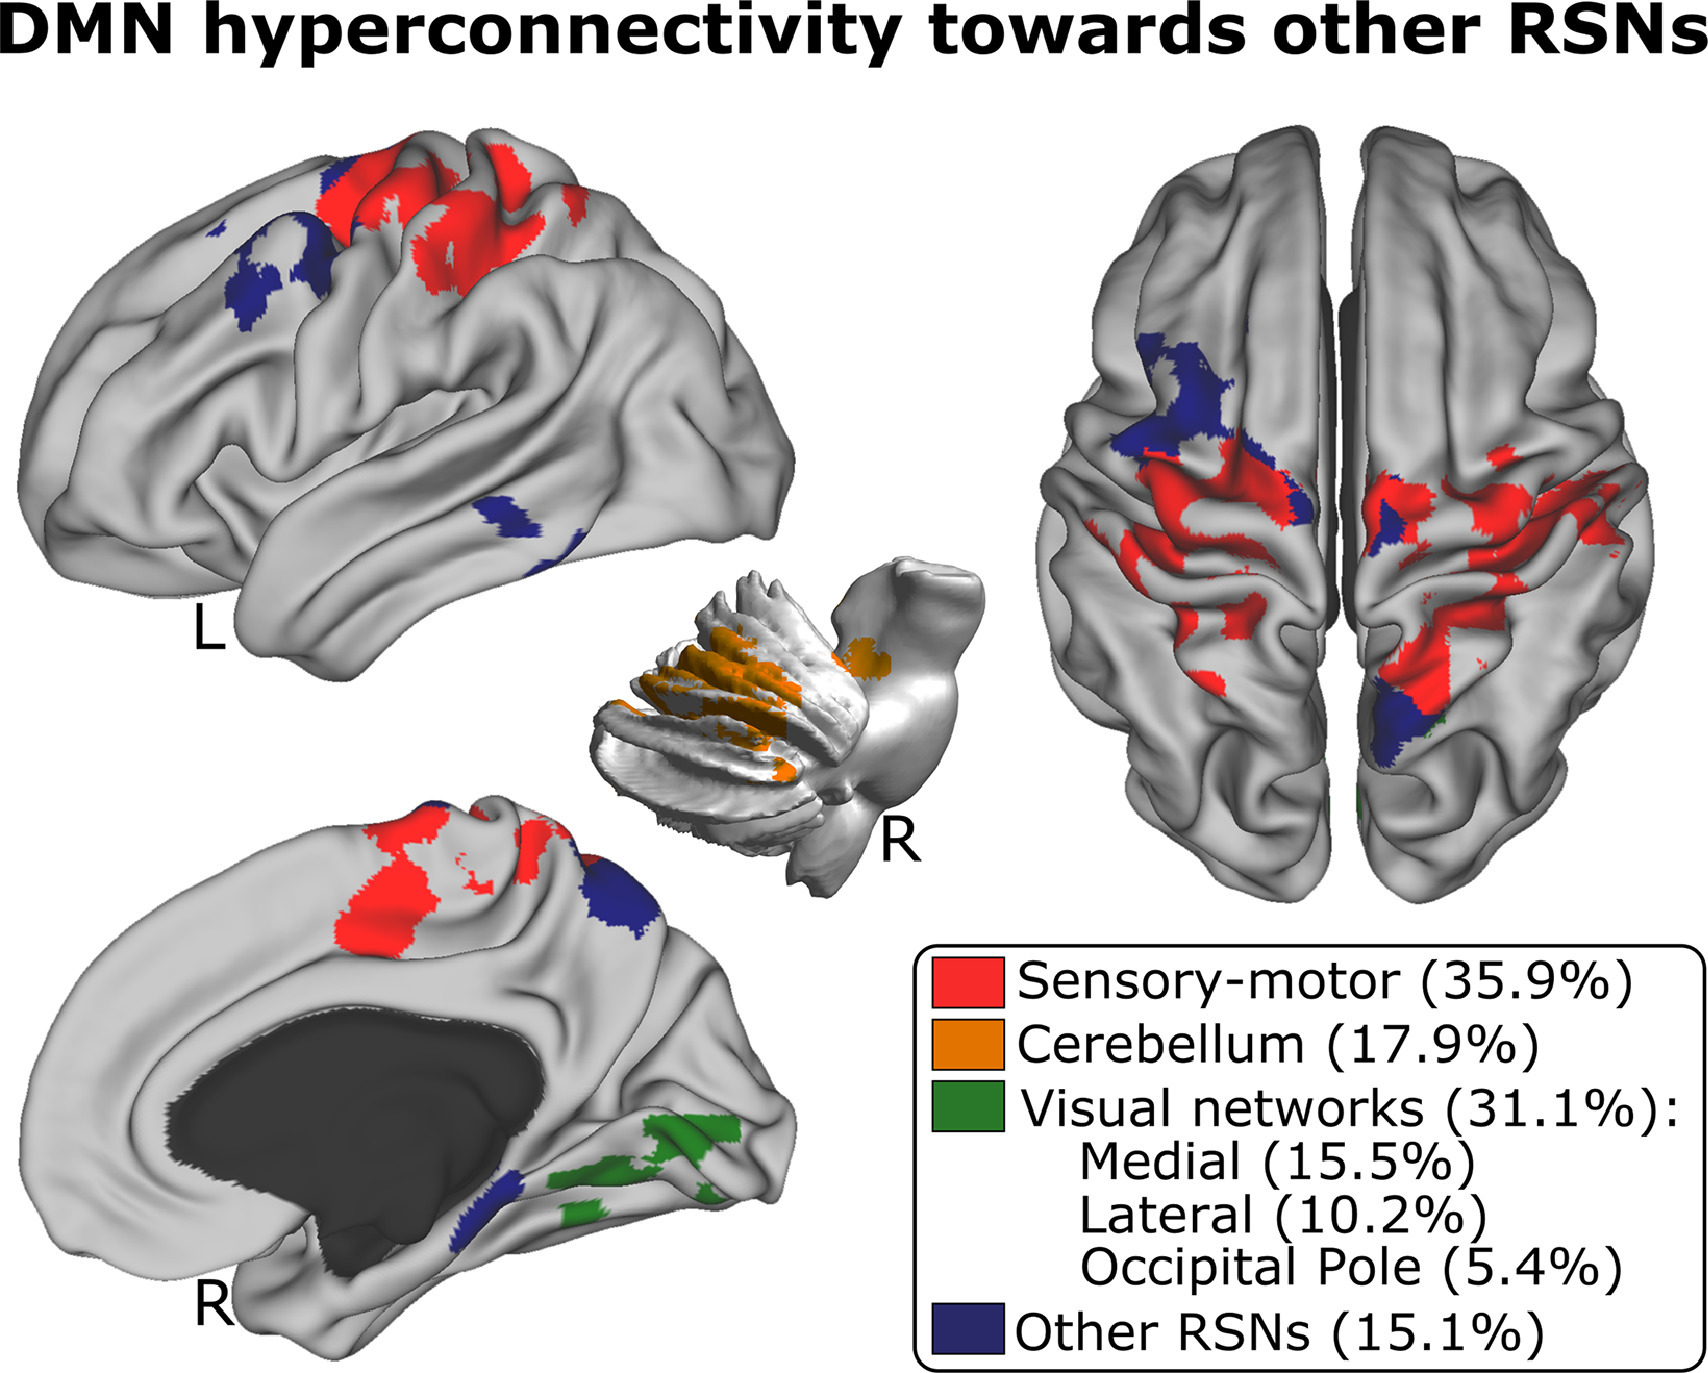 DMN hyperconnectivity towards other RSNs
L
R
R
Sensory-motor (35.9%)
Cerebellum (17.9%)
Visual networks (31.1%):
Medial (15.5%)
Lateral (10.2%)
Occipital Pole (5.4%)
Other RSNs (15.1%)